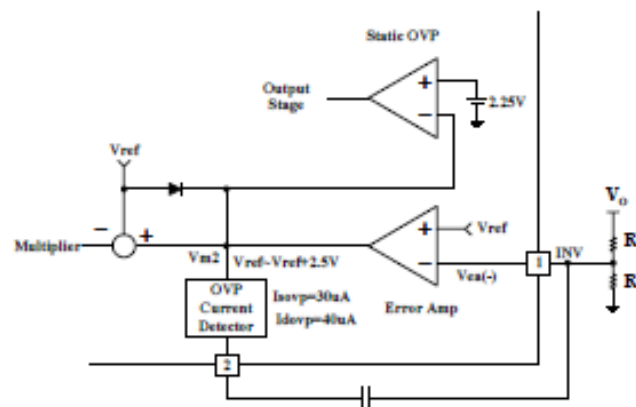 Static OVP
Output
Stage
+
−
2.25V
Vref
−
+
Multiplier
Vm2
Vref~Vref+2.5V
+
−
Vref
Vea(-)
Error Amp
1
INV
Vo
R
R
OVP
Current
Detector
Isovp=30uA
Idovp=40uA
2